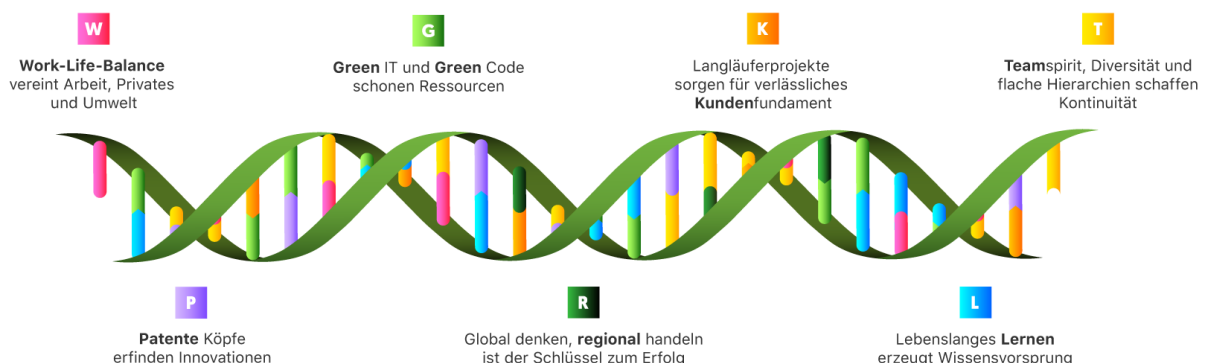 W
Work-Life-Balance
vereint Arbeit, Privates
und Umwelt
G
Green IT und Green Code
schonen Ressourcen
K
Langläuferprojekte
sorgen für verlässliches
Kundenfundament
T
Teamspirit, Diversität und
flache Hierarchien schaffen
Kontinuität
P
Patente Köpfe
erfinden Innovationen
R
Global denken, regional handeln
ist der Schlüssel zum Erfolg
L
Lebenslanges Lernen
erzeugt Wissensvorsprung